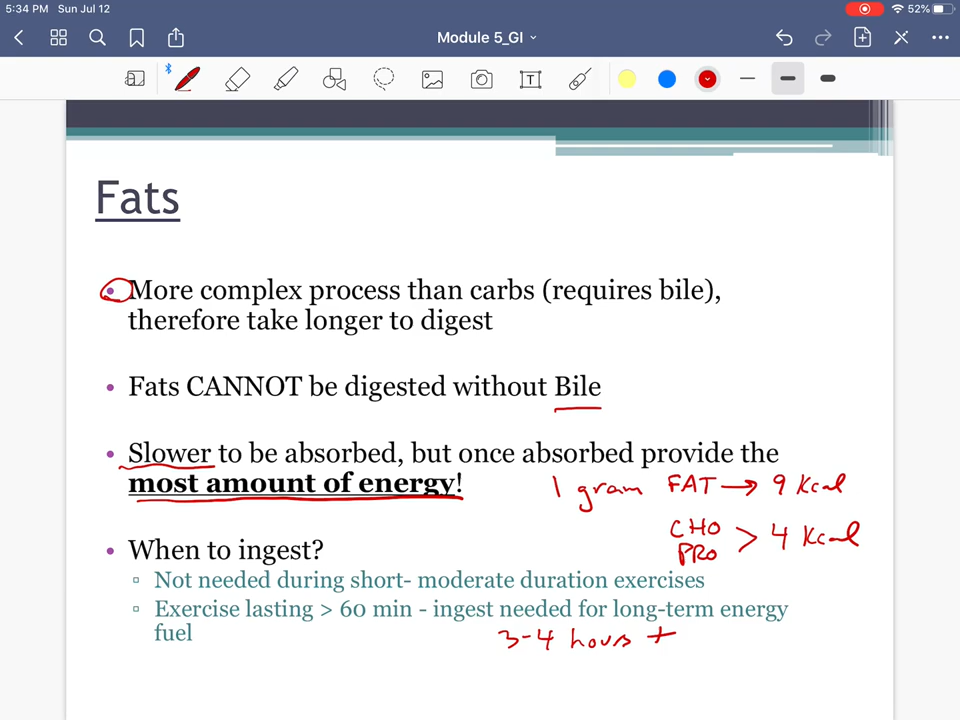 5:34 PM Sun Jul 12 52%
Module 5_GI
T
Fats
• More complex process than carbs (requires bile),
therefore take longer to digest
• Fats CANNOT be digested without Bile
• Slower to be absorbed, but once absorbed provide the
most amount of energy!
1 gram FAT → 9 Kcal
CHO
PRO > 4 Kcal
• When to ingest?
▫ Not needed during short- moderate duration exercises
▫ Exercise lasting > 60 min - ingest needed for long-term energy
fuel
3-4 hours +